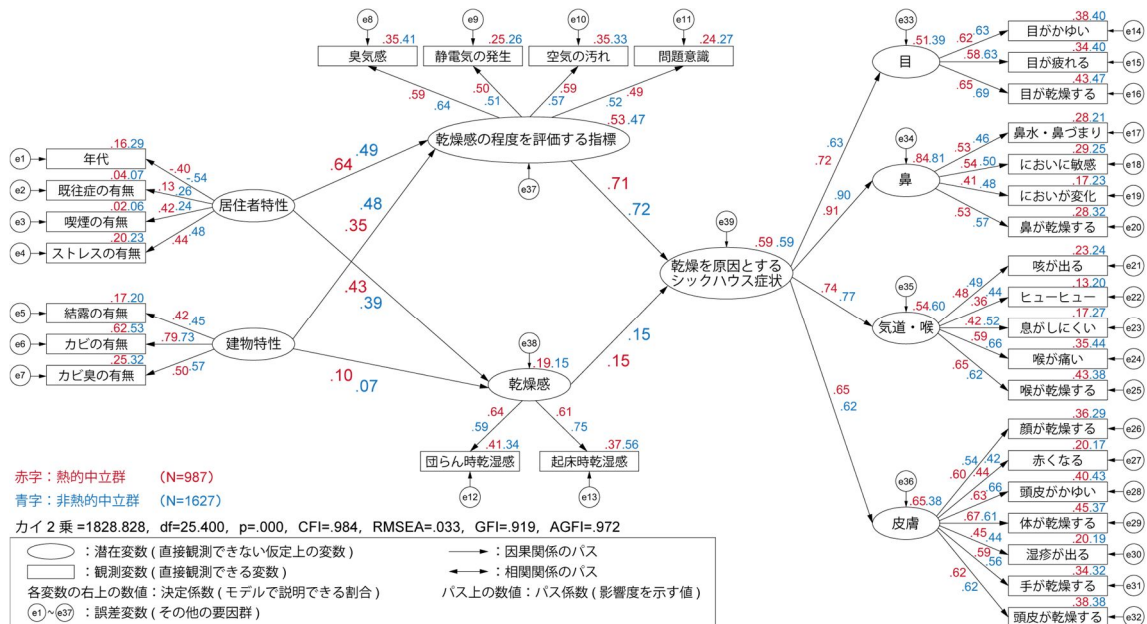 e8
e9
e10
e11
.35.41
.25.26
.35.33
.24.27
臭気感
静電気の発生
空気の汚れ
問題意識
.59
.64
.50
.51
.59
.57
.49
.52
.53.47
乾燥感の程度を評価する指標
e37
e1
.16.29
年代
e2
.04.07
既往症の有無
e3
.02.06
喫煙の有無
e4
.20.23
ストレスの有無
-.40
-.54
.13
.26
.42
.24
.44
.48
居住者特性
e5
.17.20
結露の有無
e6
.62.53
カビの有無
e7
.25.32
カビ臭の有無
.42
.45
.79.73
.50
.57
建物特性
.64
.49
.48
.35
.43
.39
.10
.07
e38
.19.15
乾燥感
.64
.59
.61
.75
.41.34
団らん時乾湿感
.37.56
起床時乾湿感
e12
e13
.71
.72
.15
.15
e39
.59 .59
乾燥を原因とする
シックハウス症状
.63
.72
.90
.91
.74
.77
.65
.62
e33
.51.39
目
.62 .63
.58.63
.65
.69
.38.40
目がかゆい
e14
.34.40
目が疲れる
e15
.43.47
目が乾燥する
e16
e34
.84.81
鼻
.53 .46
.54 .50
.41 .48
.53
.57
.28.21
鼻水・鼻づまり
e17
.29.25
においに敏感
e18
.17.23
においが変化
e19
.28.32
鼻が乾燥する
e20
e35
.54.60
気道・喉
.48 .49
.36 .44
.42 .52
.59
.66
.65
.62
.23.24
咳が出る
e21
.13.20
ヒューヒュー
e22
.17.27
息がしにくい
e23
.35.44
喉が痛い
e24
.43.38
喉が乾燥する
e25
e36
.65.38
皮膚
.60
.54
.44
.42
.63
.66
.67.61
.45
.44
.59
.56
.62
.62
.36.29
顔が乾燥する
e26
.20.17
赤くなる
e27
.40.43
頭皮がかゆい
e28
.45.37
体が乾燥する
e29
.20.19
湿疹が出る
e30
.34.32
手が乾燥する
e31
.38.38
頭皮が乾燥する
e32
赤字：熱的中立群 (N=987)
青字：非熱的中立群 (N=1627)
カイ2乗=1828.828, df=25.400, p=.000, CFI=.984, RMSEA=.033, GFI=.919, AGFI=.972
：潜在変数(直接観測できない仮定上の変数)
：因果関係のパス
：観測変数(直接観測できる変数)
：相関関係のパス
各変数の右上の数値：決定係数(モデルで説明できる割合)
パス上の数値：パス係数(影響度を示す値)
e1~e37：誤差変数(その他の要因群)